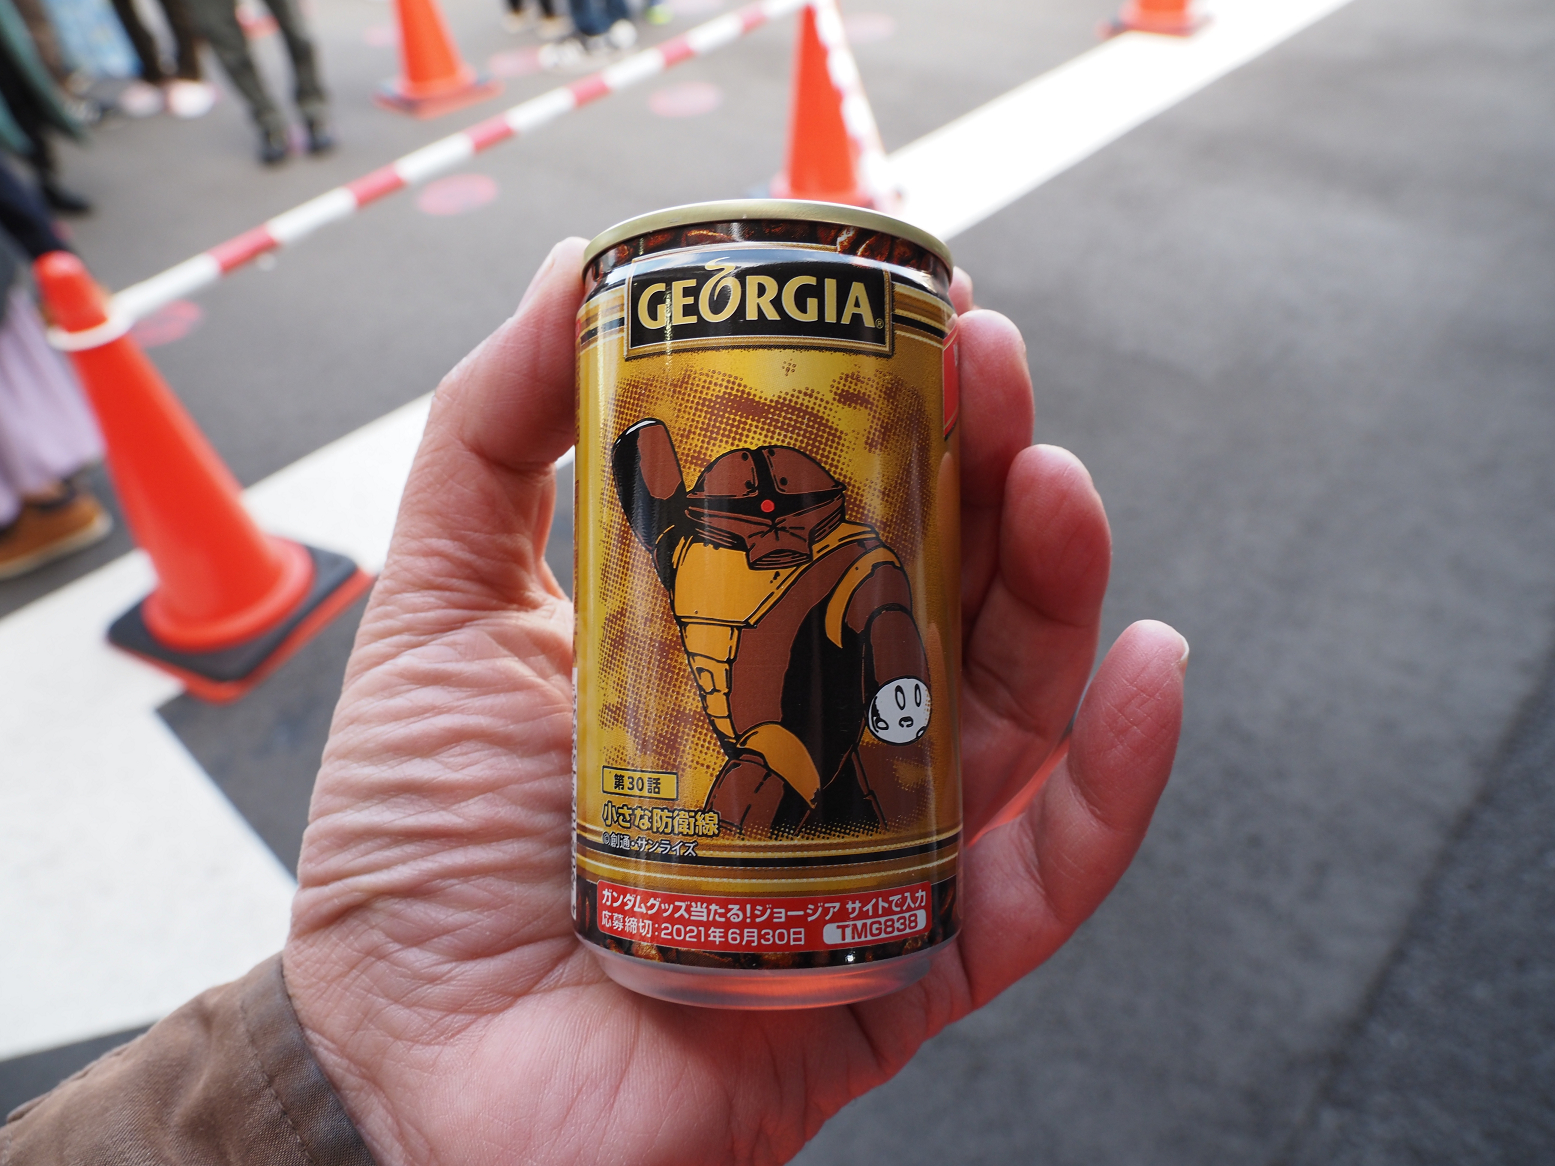 GEORGIA®
第30話
小さな防衛線
©創通・サンライズ
ガンダムグッズ当たる!ジョージア サイトで入力
応募締切:2021年6月30日 TMG838